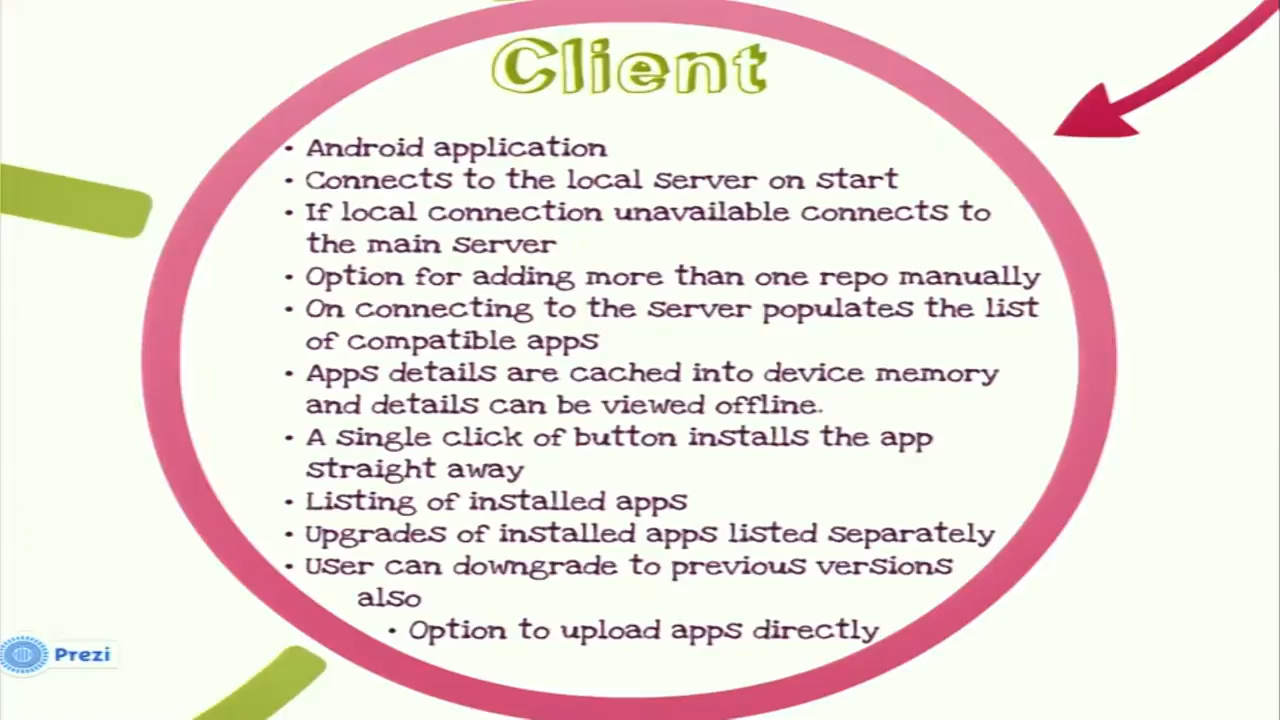 Client
• Android application
• Connects to the local server on start
• If local connection unavailable connects to
the main server
• Option for adding more than one repo manually
• On connecting to the server populates the list
of compatible apps
• Apps details are cached into device memory
and details can be viewed offline.
• A single click of button installs the app
straight away
• Listing of installed apps
• Upgrades of installed apps listed separately
• User can downgrade to previous versions
also
• Option to upload apps directly
Prezi